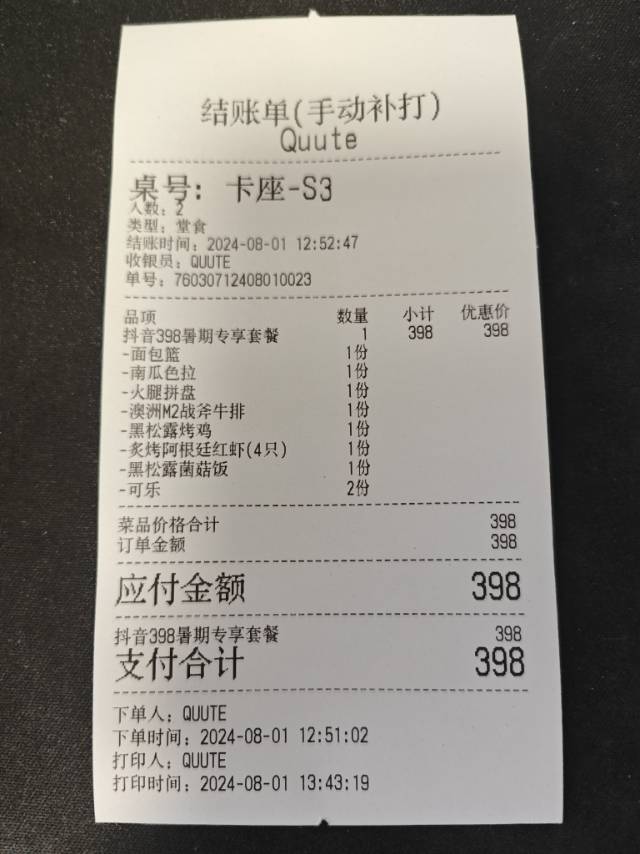 结账单(手动补打)
Quute
桌号: 卡座-S3
人数: 2
类型: 堂食
结账时间: 2024-08-01 12:52:47
收银员: QUUTE
单号: 76030712408010023
品项 数量 小计 优惠价
抖音398暑期专享套餐 1 398 398
-面包篮 1份
-南瓜色拉 1份
-火腿拼盘 1份
-澳洲M2战斧牛排 1份
-黑松露烤鸡 1份
-炙烤阿根廷红虾(4只) 1份
-黑松露菌菇饭 1份
-可乐 2份
菜品价格合计 398
订单金额 398
应付金额 398
抖音398暑期专享套餐 398
支付合计 398
下单人: QUUTE
下单时间: 2024-08-01 12:51:02
打印人: QUUTE
打印时间: 2024-08-01 13:43:19